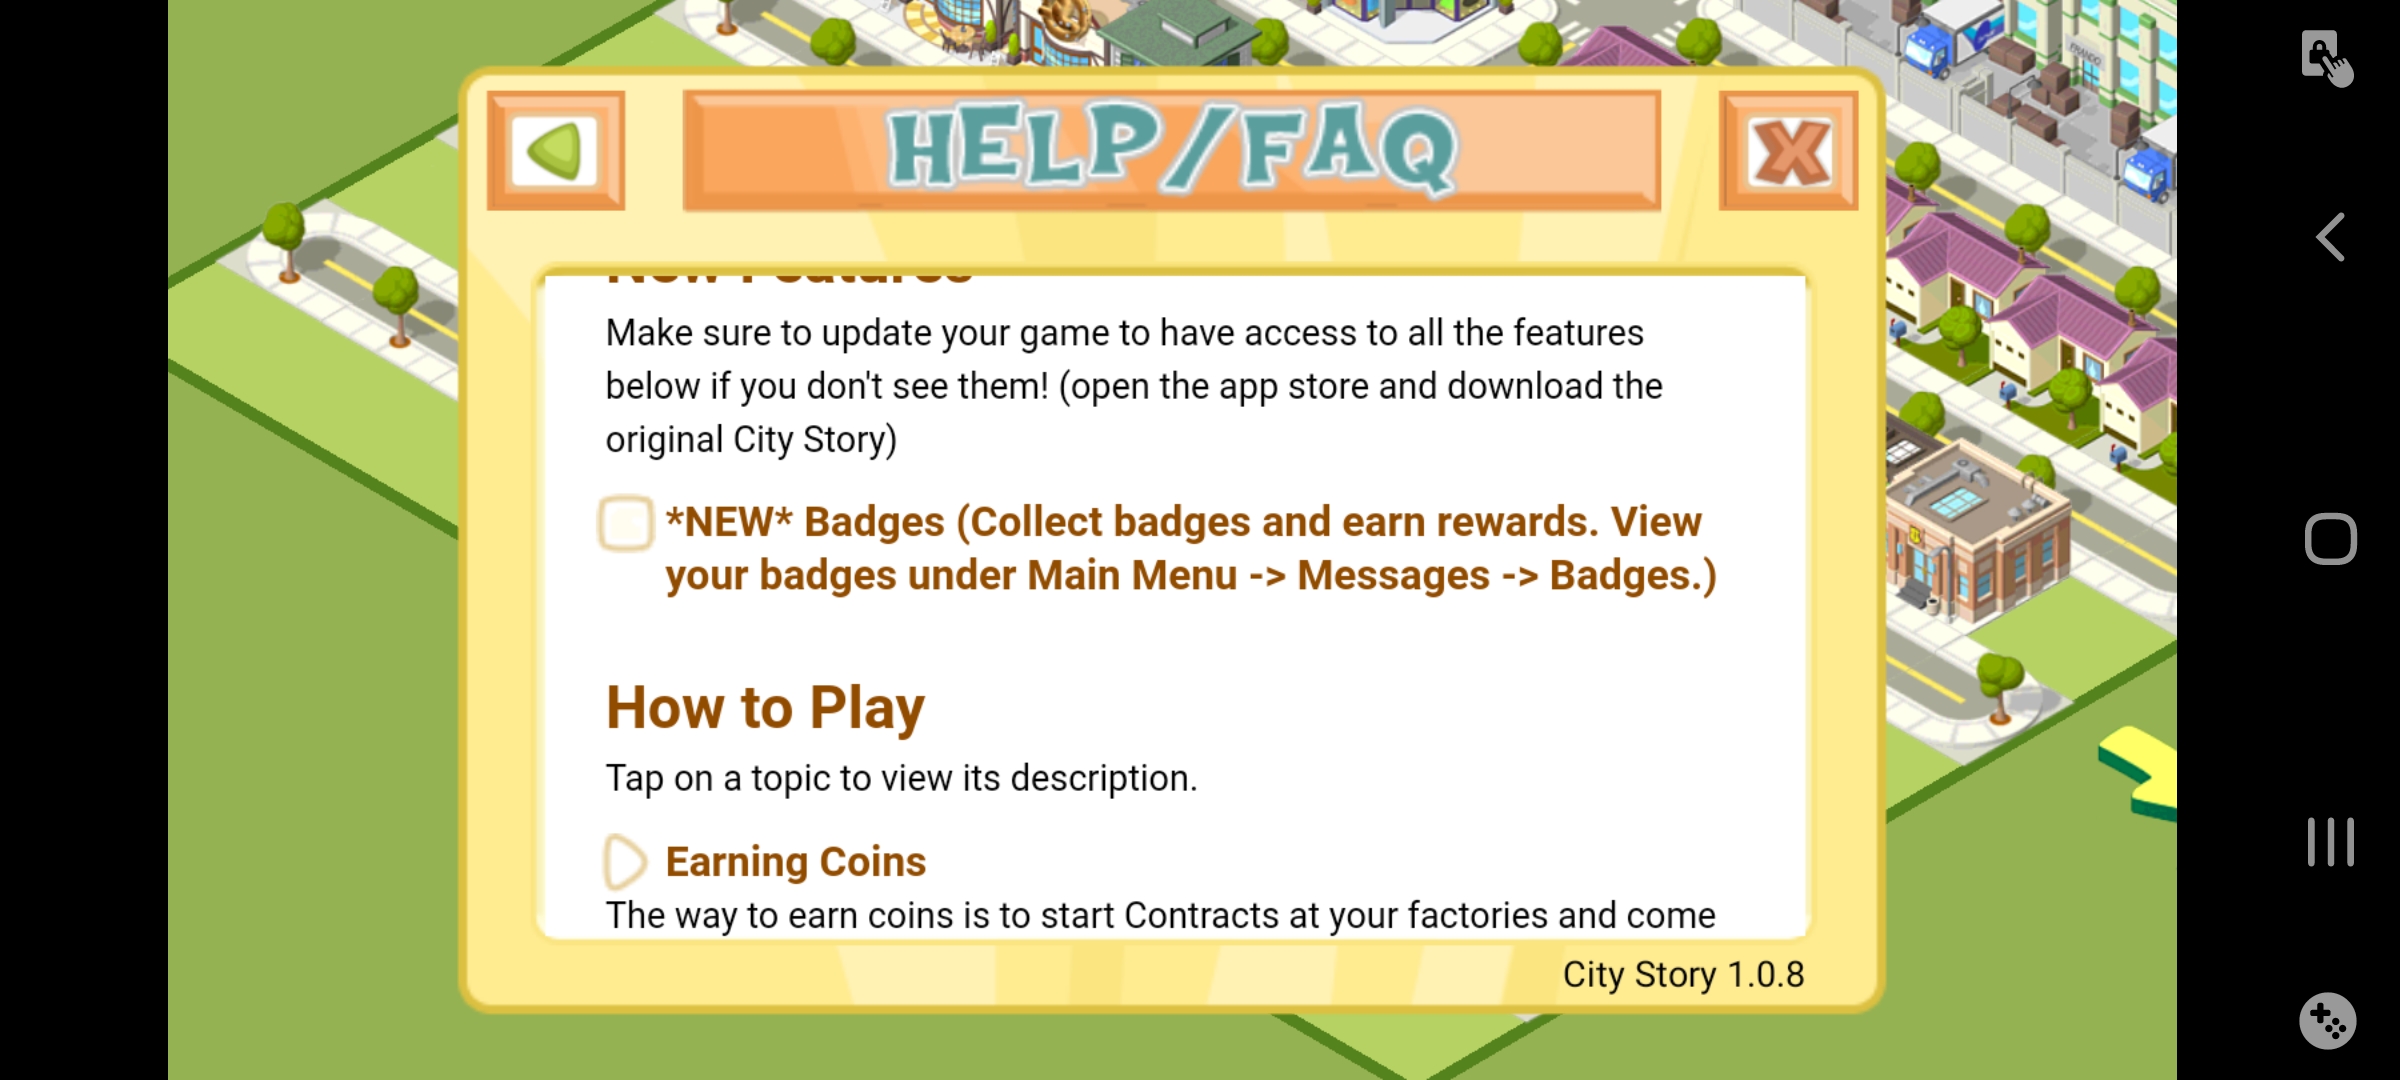 HELP/FAQ
New Features
Make sure to update your game to have access to all the features
below if you don't see them! (open the app store and download the
original City Story)
*NEW* Badges (Collect badges and earn rewards. View
your badges under Main Menu -> Messages -> Badges.)
How to Play
Tap on a topic to view its description.
Earning Coins
The way to earn coins is to start Contracts at your factories and come
City Story 1.0.8